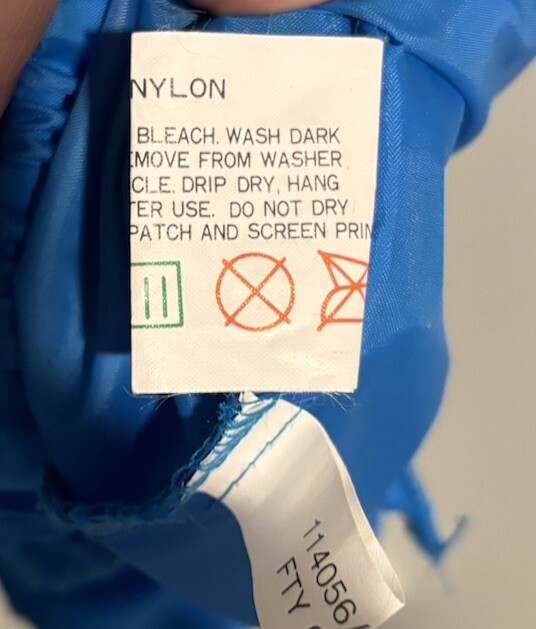 NYLON
BLEACH. WASH DARK
EMOVE FROM WASHER
CLE. DRIP DRY, HANG
TER USE. DO NOT DRY
PATCH AND SCREEN PRIN
114056/
FTY